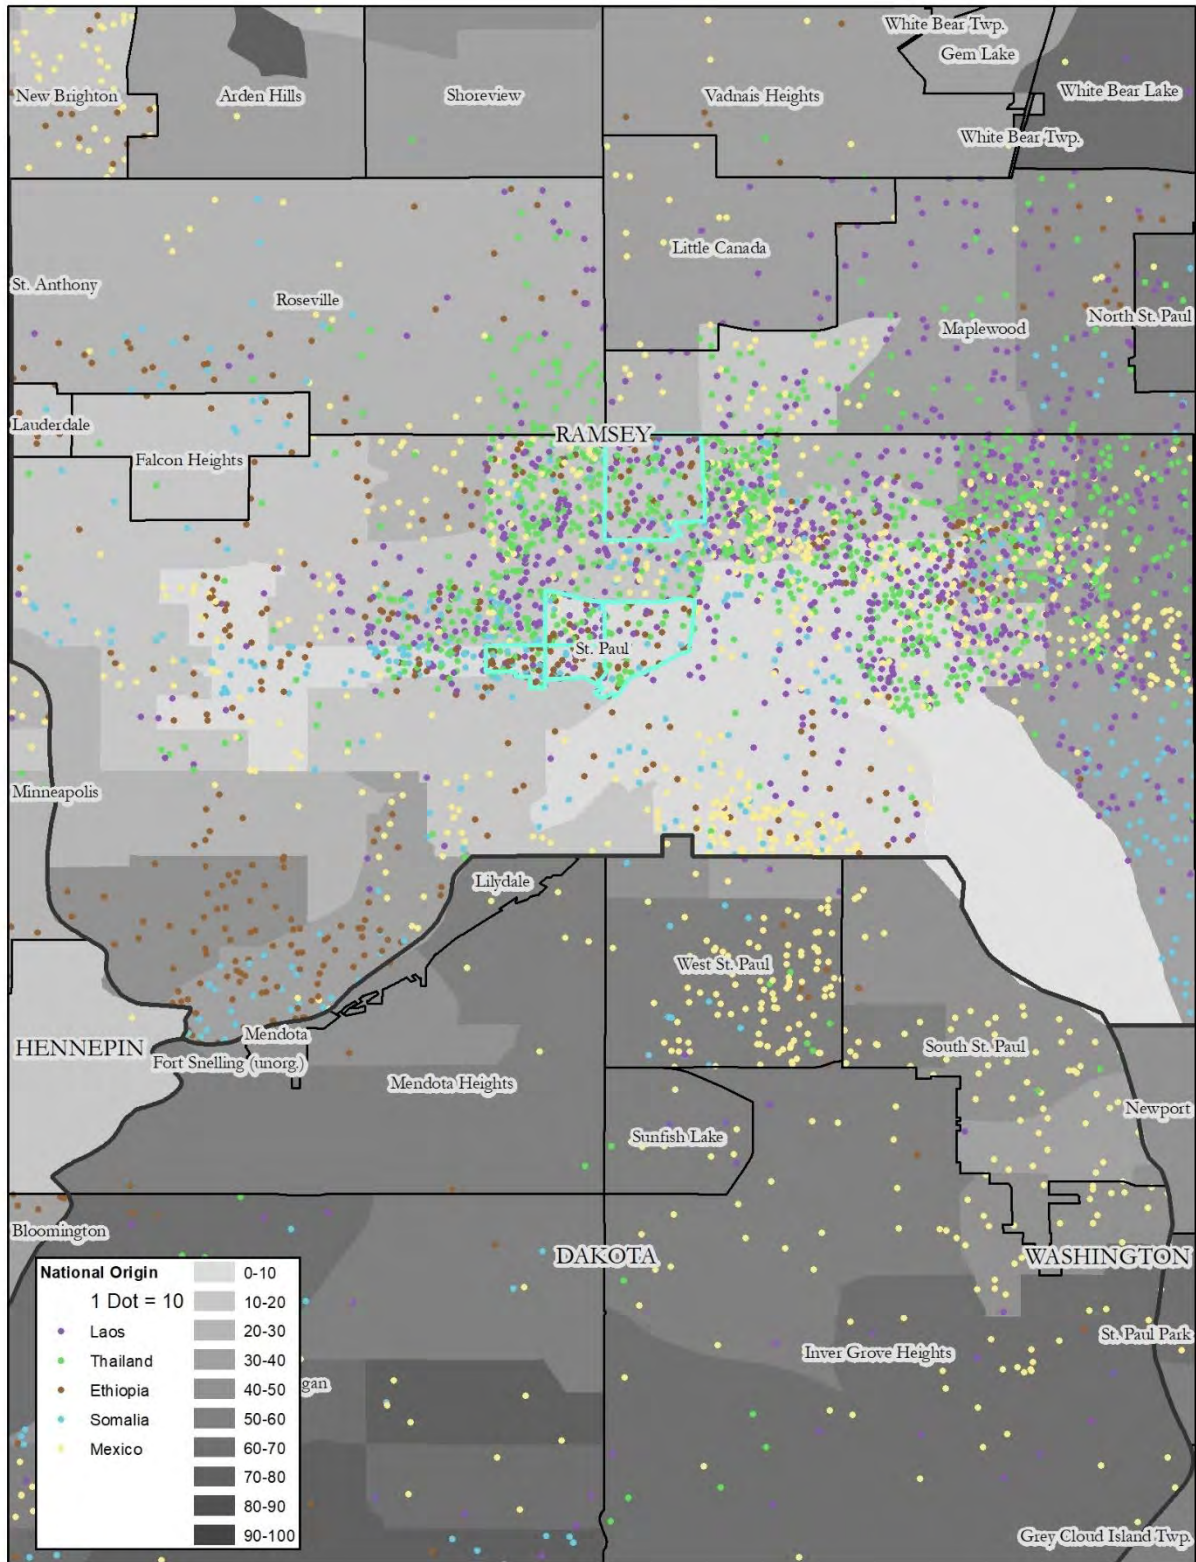 White Bear Twp.
Gem Lake
New Brighton
Arden Hills
Shoreview
Vadnais Heights
White Bear Lake
White Bear Twp.
Little Canada
St. Anthony
Roseville
North St. Paul
Maplewood
Lauderdale
RAMSEY
Falcon Heights
St. Paul
Minneapolis
Lilydale
West St. Paul
Mendota
HENNEPIN
Fort Snelling (unorg.)
South St. Paul
Mendota Heights
Newport
Sunfish Lake
Bloomington
DAKOTA
WASHINGTON
National Origin
1 Dot = 10
Laos
Thailand
Ethiopia
Somalia
Mexico
0-10
10-20
20-30
30-40
40-50
50-60
60-70
70-80
80-90
90-100
St. Paul Park
Inver Grove Heights
gan
Grey Cloud Island Twp.